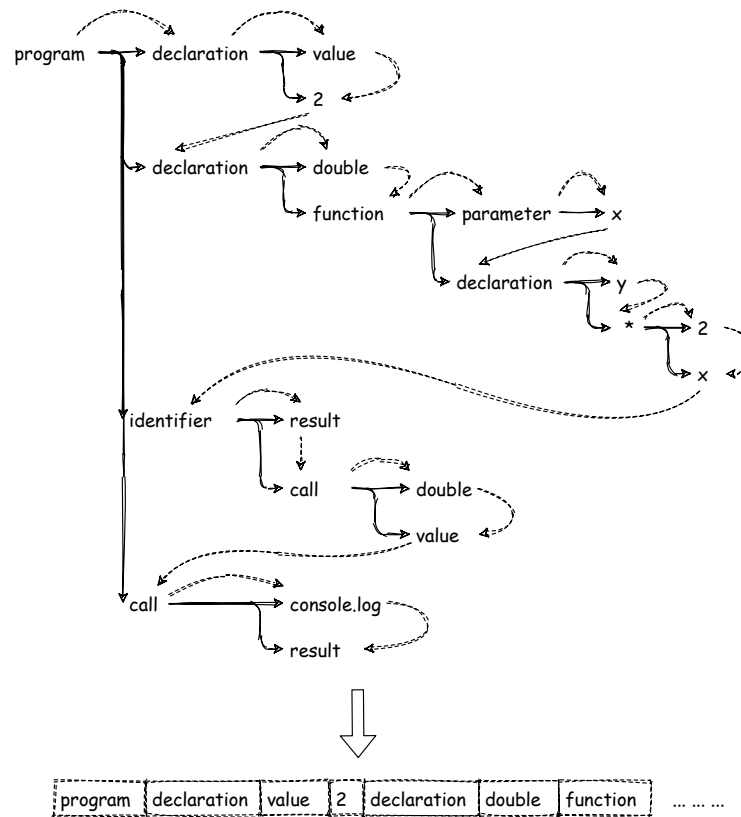 program declaration value
2
declaration double
function parameter x
declaration y
* 2
x
identifier result
call double
value
call console.log
result
program declaration value 2 declaration double function ... ... ...